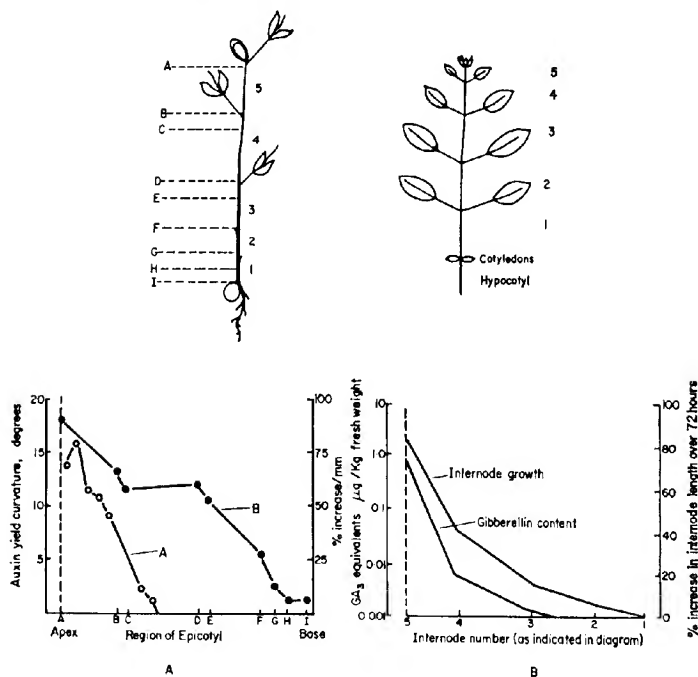 A
5
B
C
4
D
E
3
F
2
G
H
1
I
5
4
3
2
1
Cotyledons
Hypocotyl
Auxin yield curvature, degrees
20
15
10
5
100
75
50
25
% increase/mm
B
A
A B C D E F G H I
Apex Region of Epicotyl Base
A
GA3 equivalents µg/Kg fresh weight
10
1.0
0.1
0.01
0.001
Internode growth
Gibberellin content
100
80
60
40
20
0
% increase in internode length over 72 hours
5 4 3 2 1
Internode number (as indicated in diagram)
B